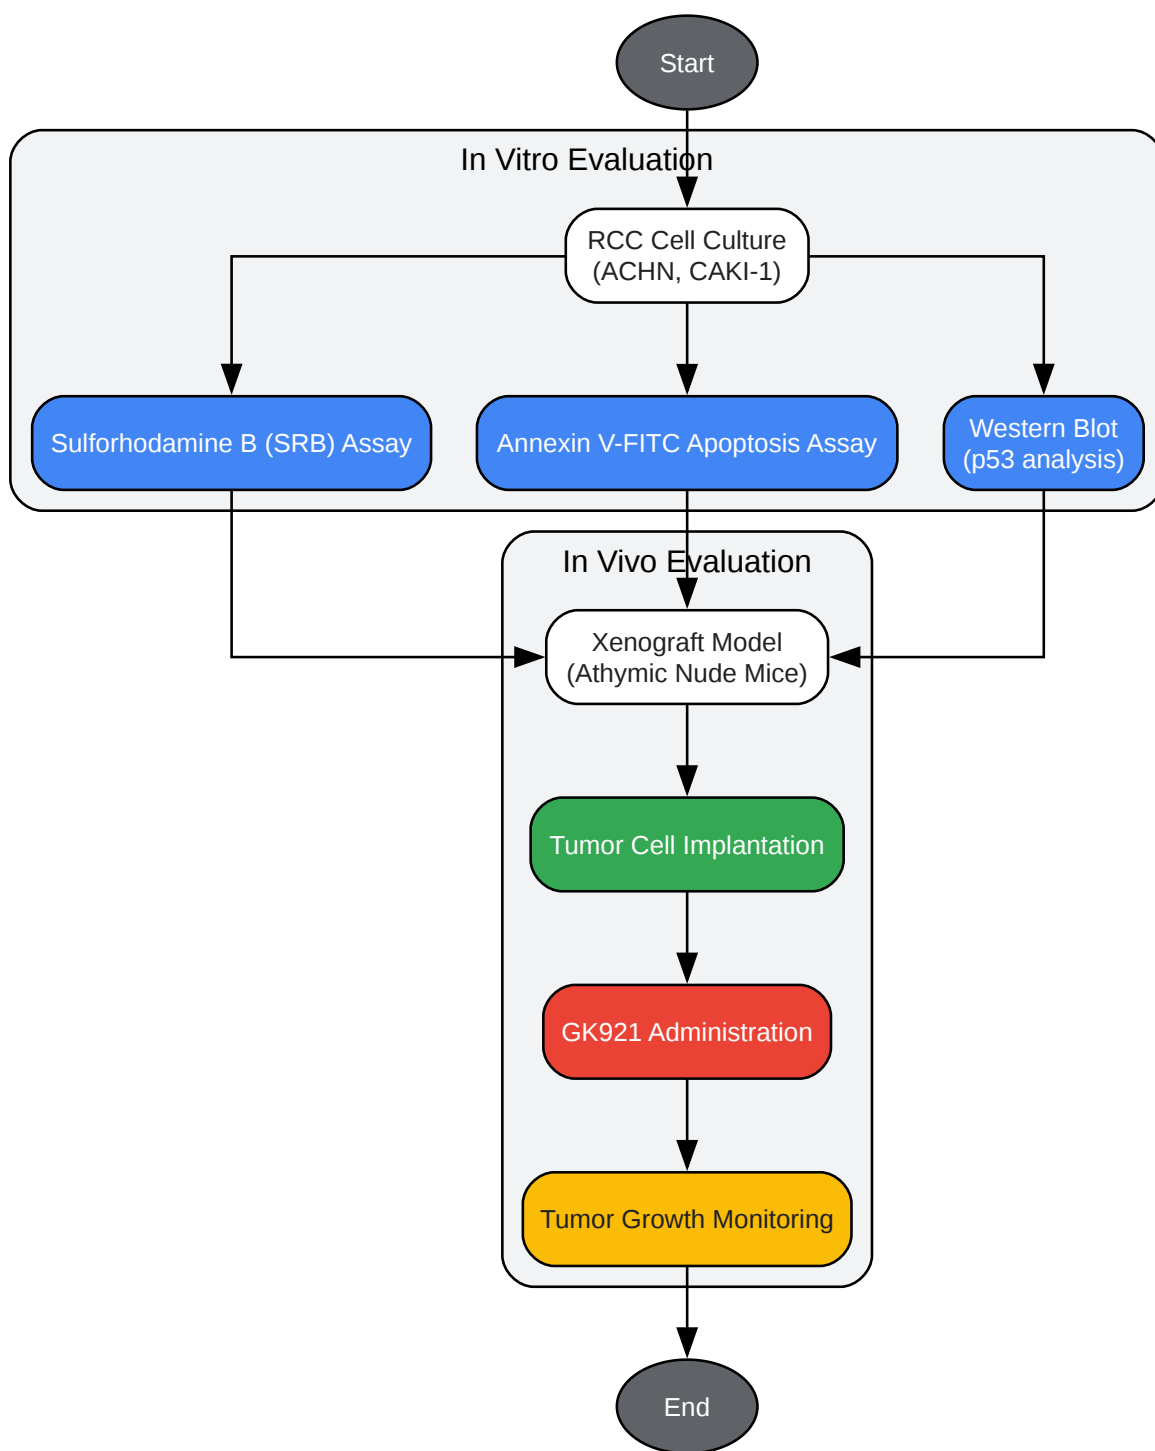 Start
In Vitro Evaluation
RCC Cell Culture
(ACHN, CAKI-1)
Sulforhodamine B (SRB) Assay
Annexin V-FITC Apoptosis Assay
Western Blot
(p53 analysis)
In Vivo Evaluation
Xenograft Model
(Athymic Nude Mice)
Tumor Cell Implantation
GK921 Administration
Tumor Growth Monitoring
End